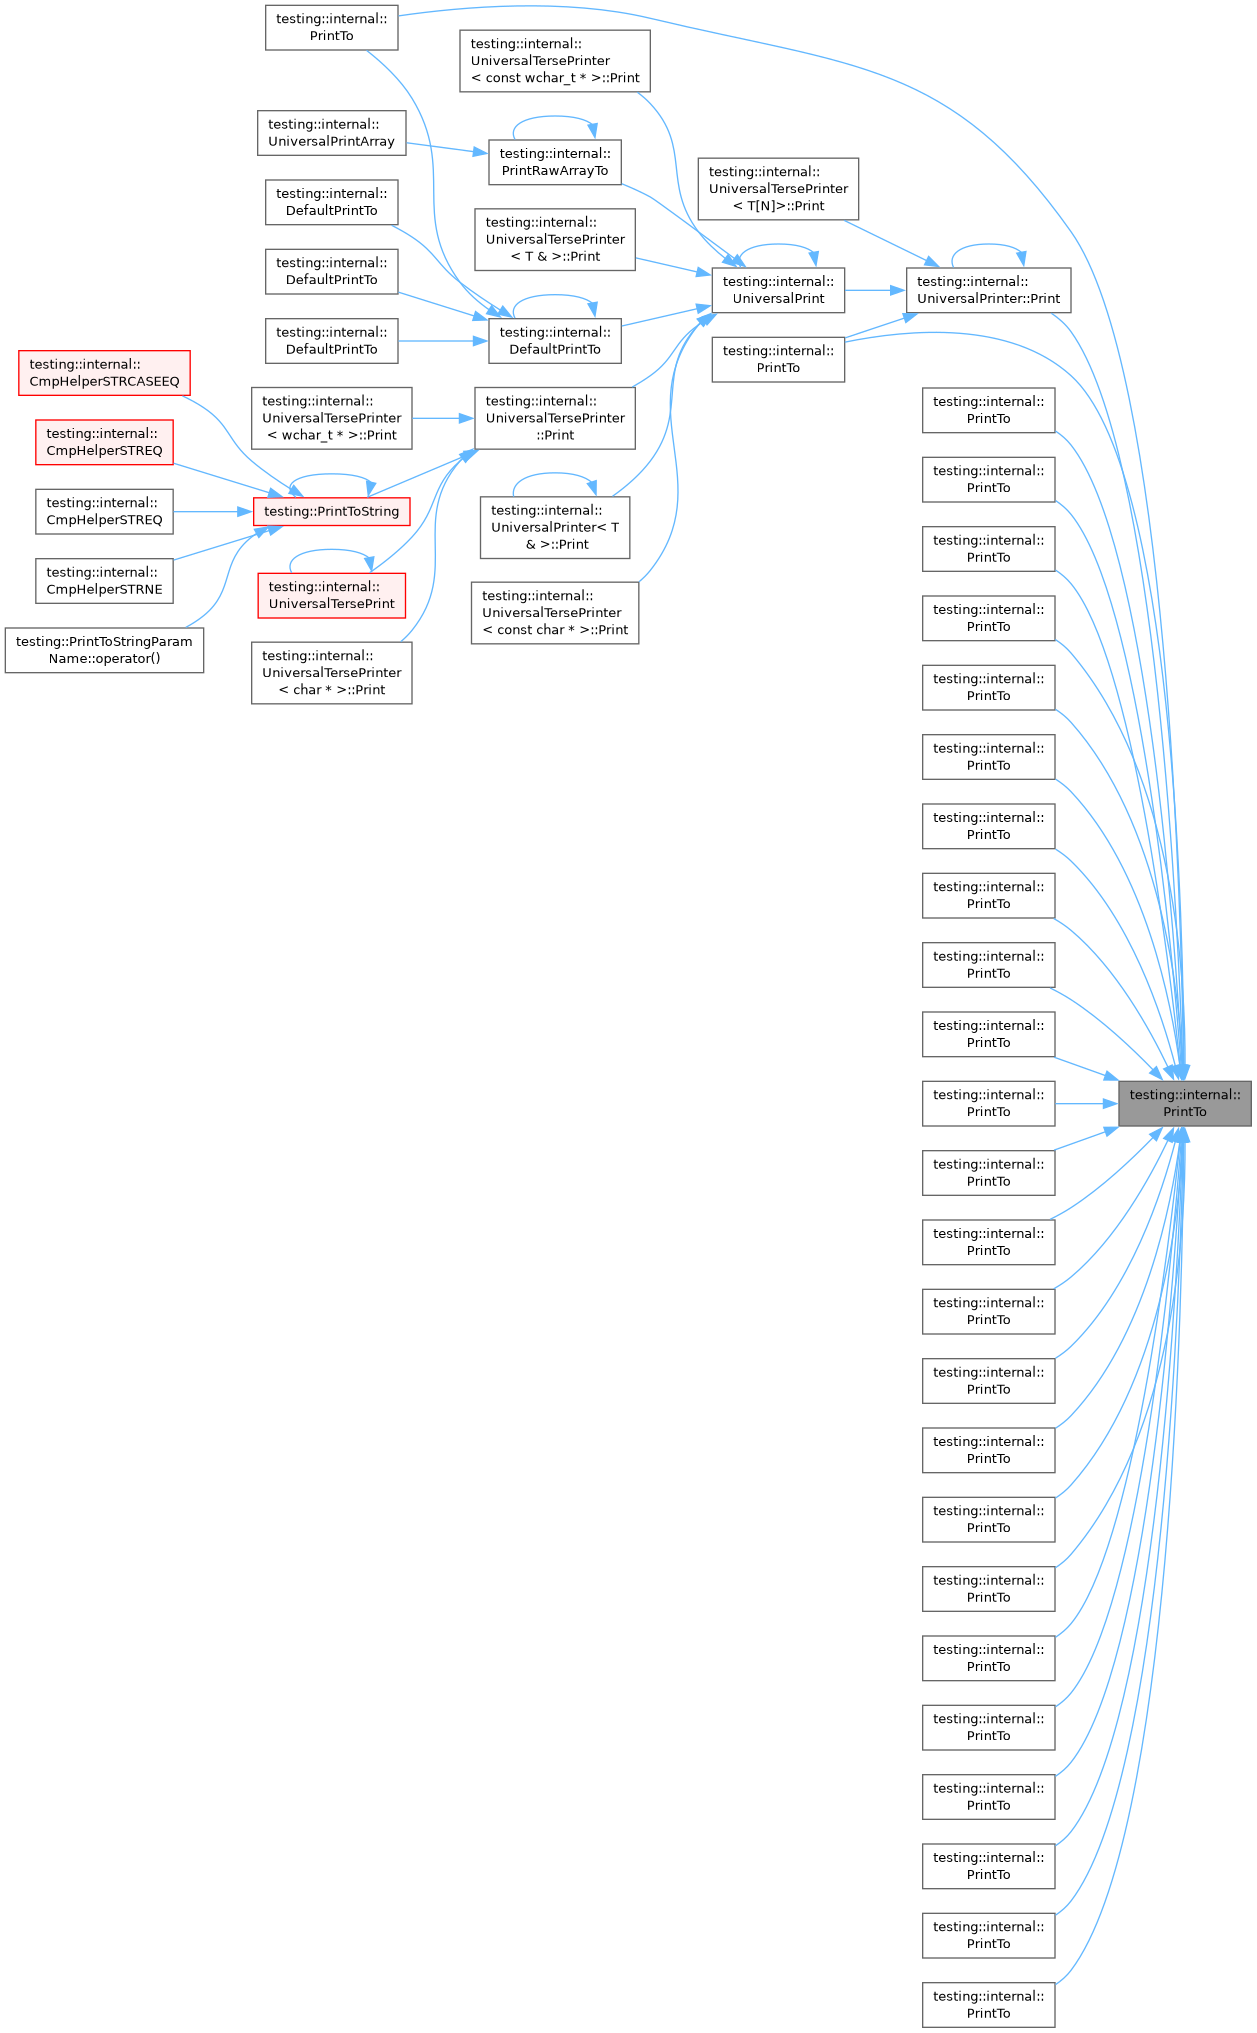 testing::internal::
PrintTo
testing::internal::
UniversalTersePrinter
< const wchar_t * >::Print
testing::internal::
UniversalPrintArray
testing::internal::
PrintRawArrayTo
testing::internal::
UniversalTersePrinter
< T[N]>::Print
testing::internal::
DefaultPrintTo
testing::internal::
UniversalTersePrinter
< T & >::Print
testing::internal::
DefaultPrintTo
testing::internal::
UniversalPrint
testing::internal::
UniversalPrinter::Print
testing::internal::
DefaultPrintTo
testing::internal::
DefaultPrintTo
testing::internal::
PrintTo
testing::internal::
CmpHelperSTRCASEEQ
testing::internal::
UniversalTersePrinter
< wchar_t * >::Print
testing::internal::
UniversalTersePrinter
::Print
testing::internal::
CmpHelperSTREQ
testing::internal::
CmpHelperSTREQ
testing::PrintToString
testing::internal::
UniversalPrinter< T
& >::Print
testing::internal::
CmpHelperSTRNE
testing::internal::
UniversalTersePrint
testing::internal::
UniversalTersePrinter
< const char * >::Print
testing::PrintToStringParam
Name::operator()
testing::internal::
UniversalTersePrinter
< char * >::Print
testing::internal::
PrintTo
testing::internal::
PrintTo
testing::internal::
PrintTo
testing::internal::
PrintTo
testing::internal::
PrintTo
testing::internal::
PrintTo
testing::internal::
PrintTo
testing::internal::
PrintTo
testing::internal::
PrintTo
testing::internal::
PrintTo
testing::internal::
PrintTo
testing::internal::
PrintTo
testing::internal::
PrintTo
testing::internal::
PrintTo
testing::internal::
PrintTo
testing::internal::
PrintTo
testing::internal::
PrintTo
testing::internal::
PrintTo
testing::internal::
PrintTo
testing::internal::
PrintTo
testing::internal::
PrintTo
testing::internal::
PrintTo
testing::internal::
PrintTo
testing::internal::
PrintTo
testing::internal::
PrintTo